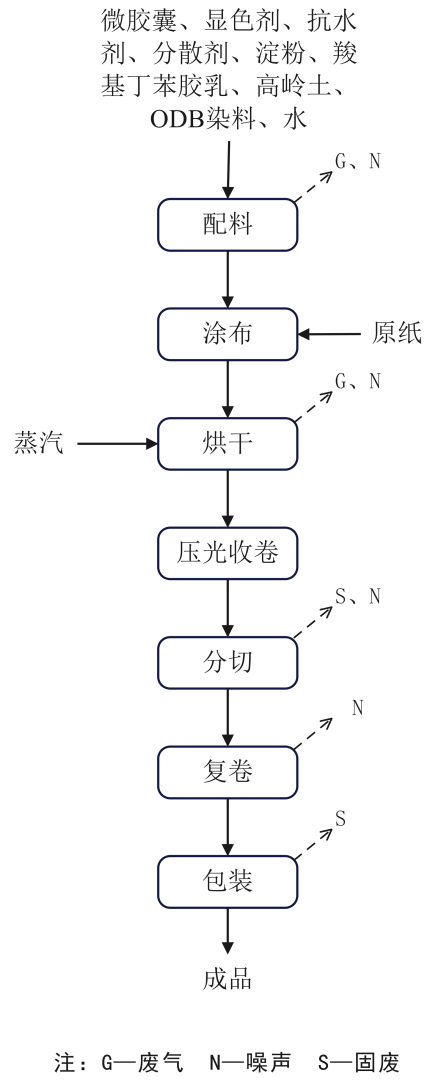 微胶囊、显色剂、抗水
剂、分散剂、淀粉、羧
基丁苯胶乳、高岭土、
ODB染料、水
G、N
配料
涂布
原纸
G、N
蒸汽
烘干
压光收卷
S、N
分切
N
复卷
S
包装
成品
注：G—废气 N—噪声 S—固废